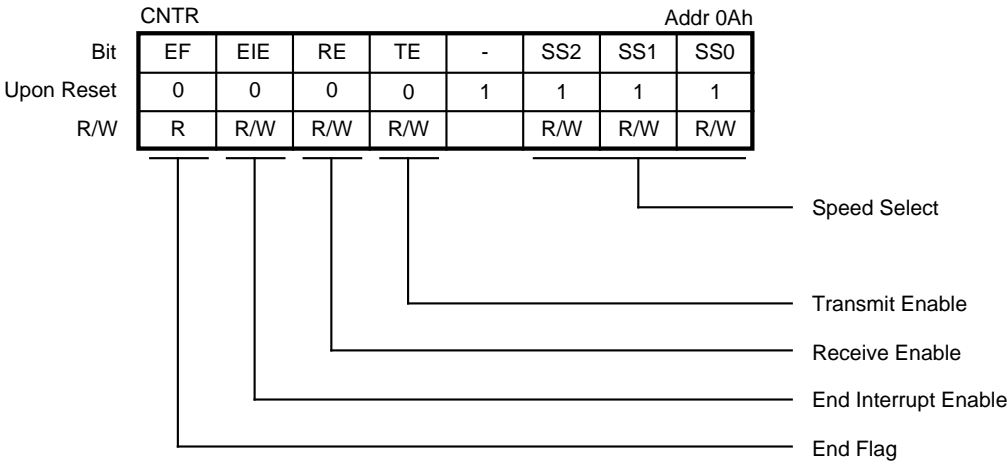 CNTR Addr 0Ah
Bit EF EIE RE TE - SS2 SS1 SS0
Upon Reset 0 0 0 0 1 1 1 1
R/W R R/W R/W R/W R/W R/W R/W
Speed Select
Transmit Enable
Receive Enable
End Interrupt Enable
End Flag